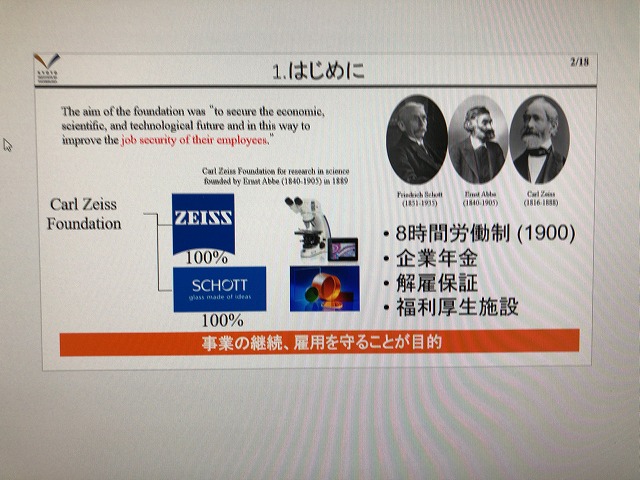 1.はじめに
2/18
The aim of the foundation was "to secure the economic,
scientific, and technological future and in this way to
improve the job security of their employees."
Carl Zeiss Foundation for research in science
founded by Ernst Abbe (1840-1905) in 1889
Friedrich Schott
(1851-1935)
Ernst Abbe
(1840-1905)
Carl Zeiss
(1816-1888)
Carl Zeiss
Foundation
ZEISS
100%
SCHOTT
glass made of ideas
100%
・8時間労働制 (1900)
・企業年金
・解雇保証
・福利厚生施設
事業の継続、雇用を守ることが目的